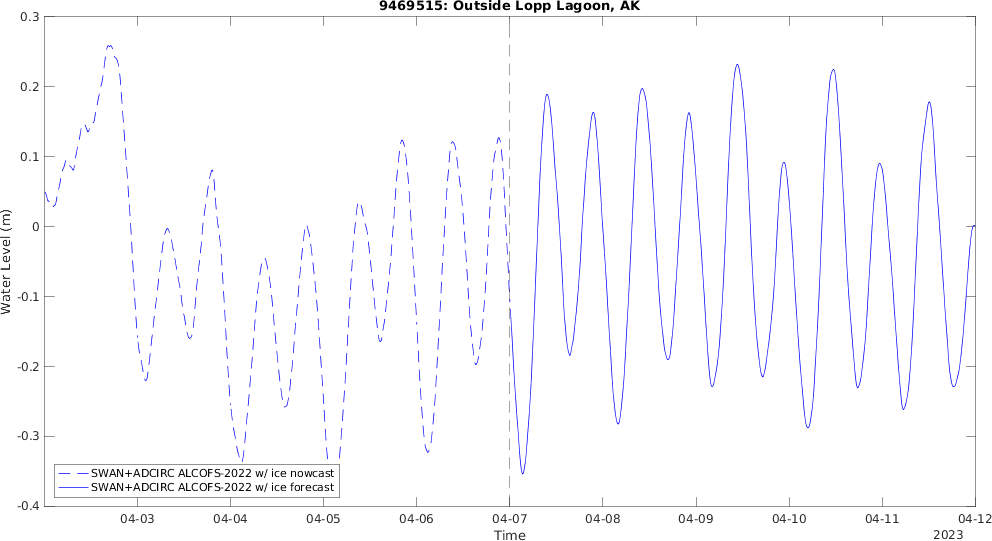 9469515: Outside Lopp Lagoon, AK
0.3
0.2
0.1
0
-0.1
-0.2
-0.3
-0.4
Water Level (m)
SWAN+ADCIRC ALCOFS-2022 w/ ice nowcast
SWAN+ADCIRC ALCOFS-2022 w/ ice forecast
04-03 04-04 04-05 04-06 04-07 04-08 04-09 04-10 04-11 04-12
Time
2023